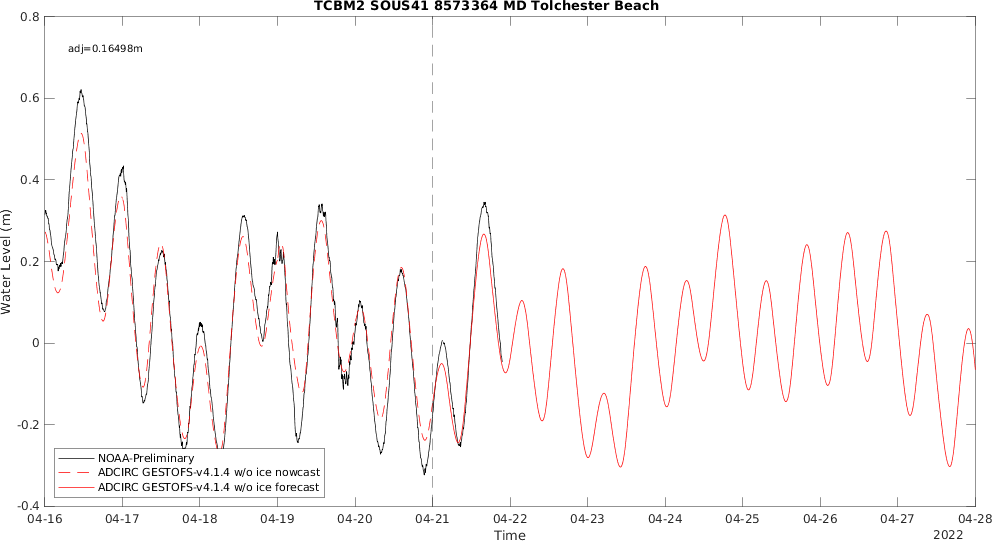 TCBM2 SOUS41 8573364 MD Tolchester Beach
0.8
adj=0.16498m
0.6
0.4
0.2
0
-0.2
-0.4
Water Level (m)
NOAA-Preliminary
ADCIRC GESTOFS-v4.1.4 w/o ice nowcast
ADCIRC GESTOFS-v4.1.4 w/o ice forecast
04-16 04-17 04-18 04-19 04-20 04-21 04-22 04-23 04-24 04-25 04-26 04-27 04-28
Time
2022